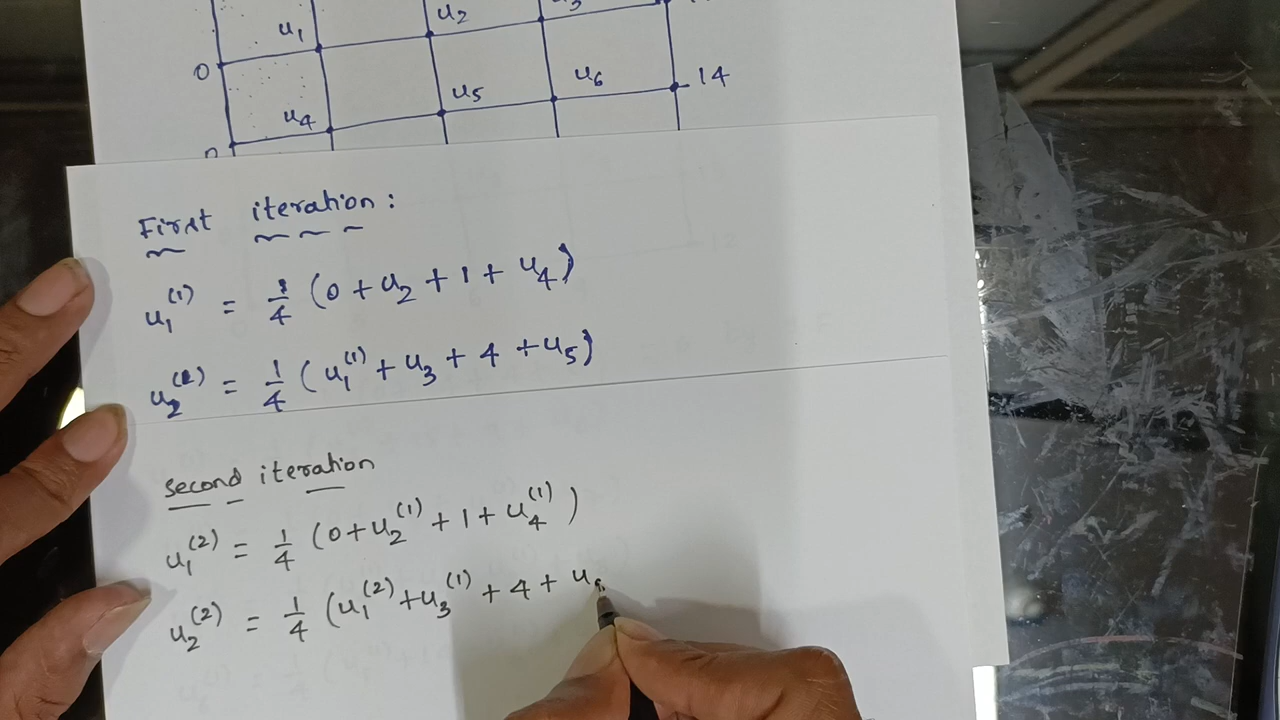 u₁ u₂ u₃
0
u₄ u₅ u₆ 14
0
First iteration:
u₁⁽¹⁾ = 1/4 (0 + u₂ + 1 + u₄)
u₂⁽¹⁾ = 1/4 (u₁⁽¹⁾ + u₃ + 4 + u₅)
second iteration
u₁⁽²⁾ = 1/4 (0 + u₂⁽¹⁾ + 1 + u₄⁽¹⁾)
u₂⁽²⁾ = 1/4 (u₁⁽²⁾ + u₃⁽¹⁾ + 4 + u